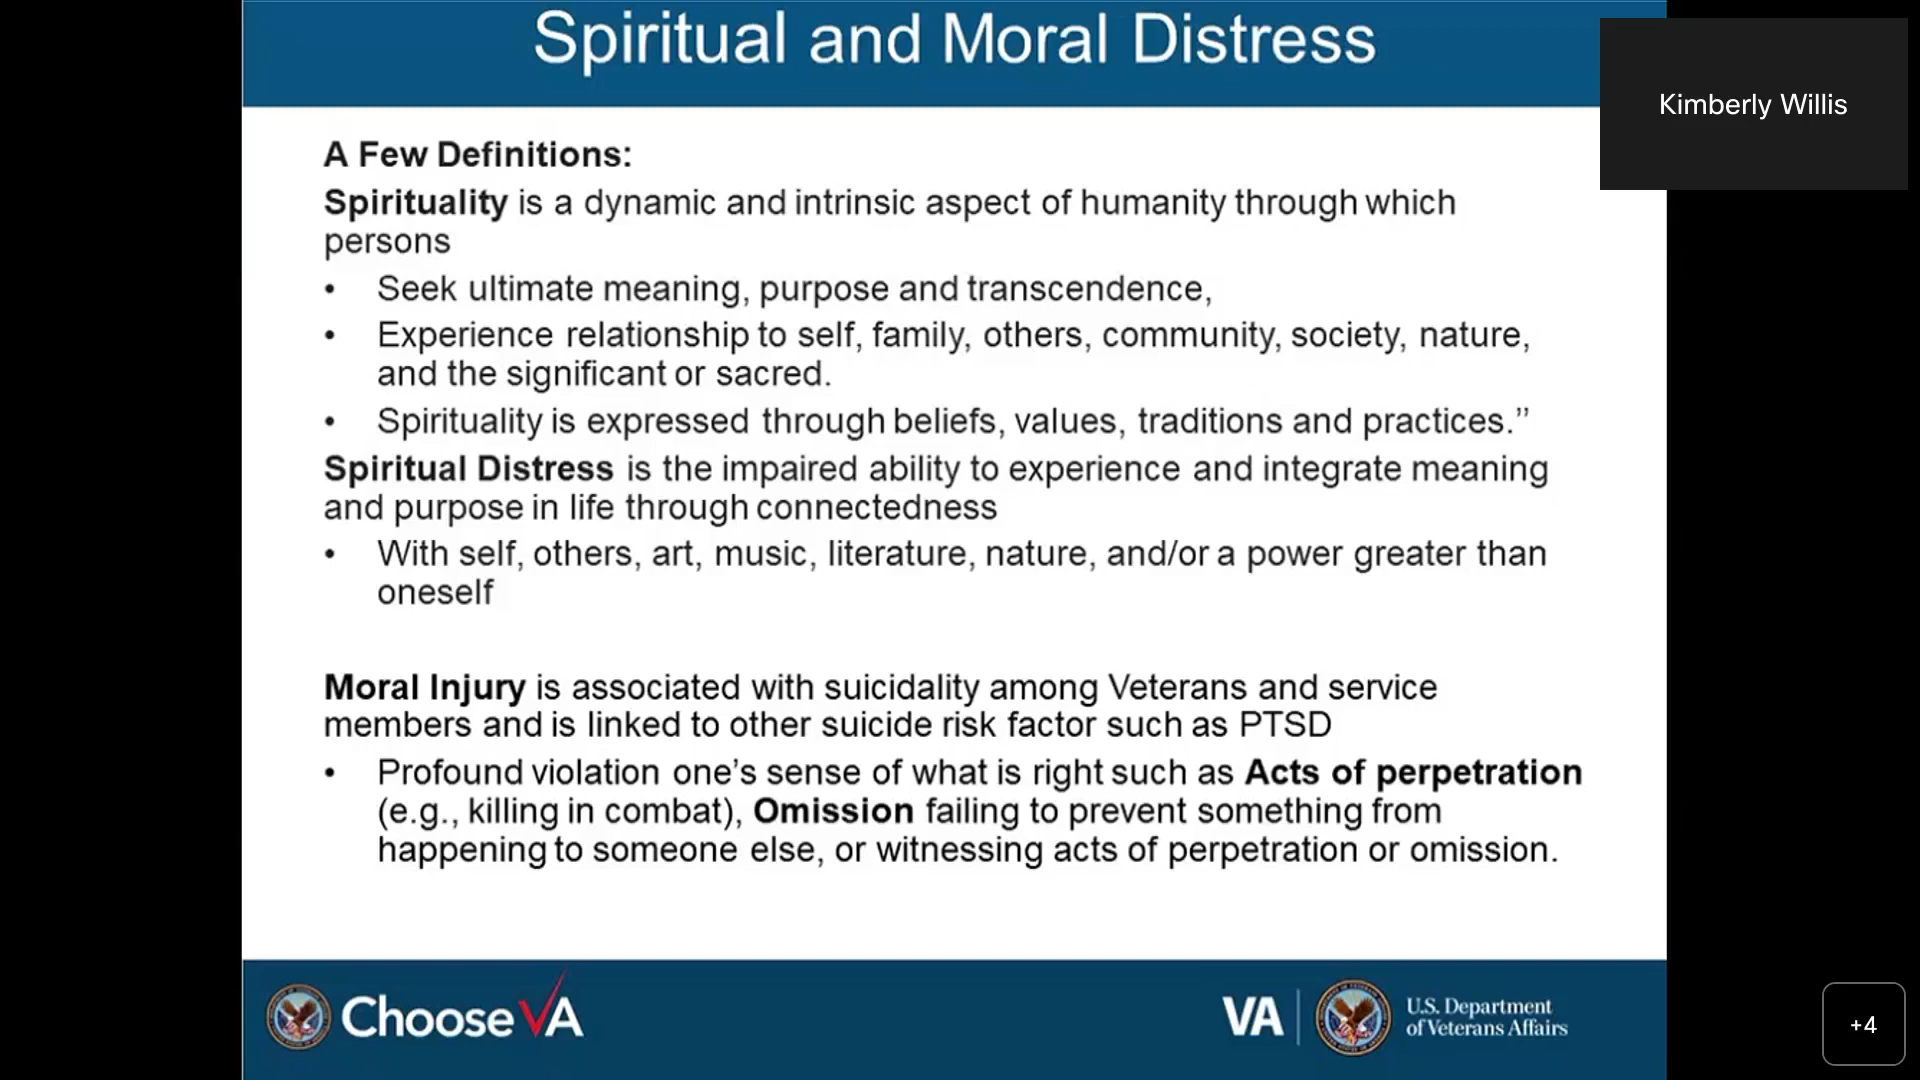 Spiritual and Moral Distress
Kimberly Willis
A Few Definitions:
Spirituality is a dynamic and intrinsic aspect of humanity through which
persons
• Seek ultimate meaning, purpose and transcendence,
• Experience relationship to self, family, others, community, society, nature,
and the significant or sacred.
• Spirituality is expressed through beliefs, values, traditions and practices.”
Spiritual Distress is the impaired ability to experience and integrate meaning
and purpose in life through connectedness
• With self, others, art, music, literature, nature, and/or a power greater than
oneself
Moral Injury is associated with suicidality among Veterans and service
members and is linked to other suicide risk factor such as PTSD
• Profound violation one’s sense of what is right such as Acts of perpetration
(e.g., killing in combat), Omission failing to prevent something from
happening to someone else, or witnessing acts of perpetration or omission.
Choose VA
VA
U.S. Department
of Veterans Affairs
+4